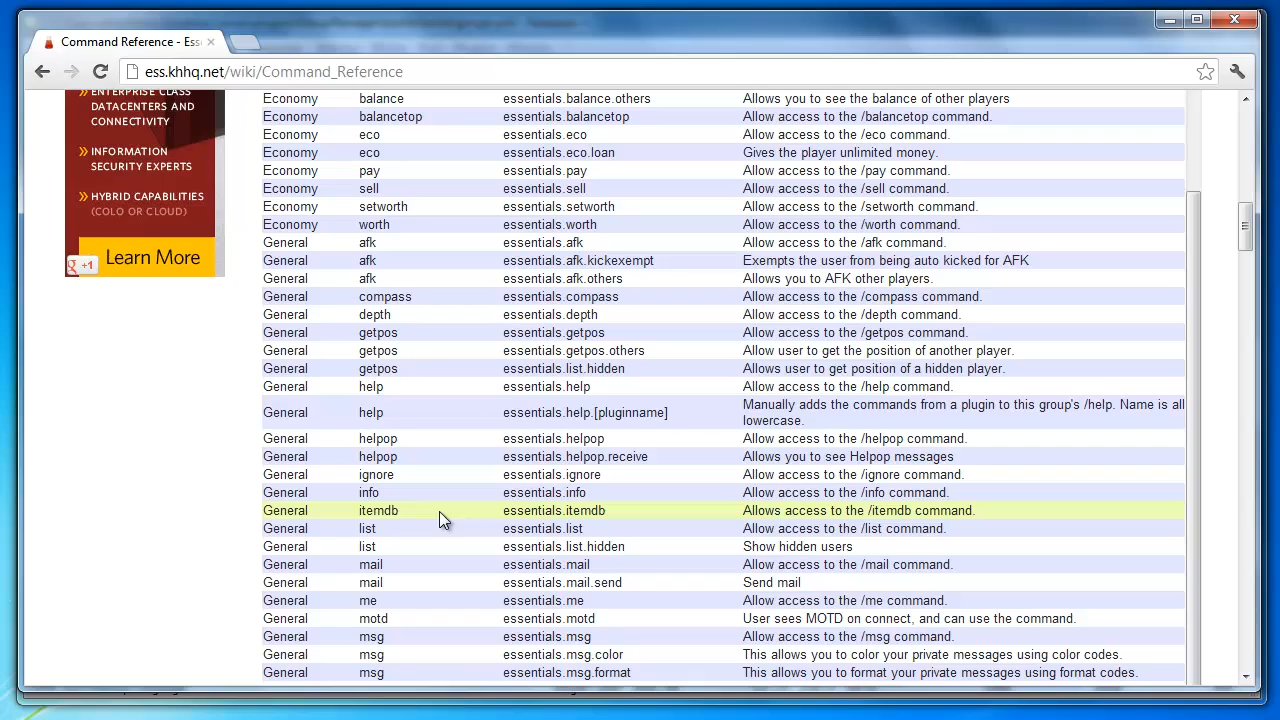 Command Reference - Ess
ess.khhq.net/wiki/Command_Reference
ENTERPRISE CLASS
DATACENTERS AND
CONNECTIVITY
» INFORMATION
SECURITY EXPERTS
» HYBRID CAPABILITIES
(COLO OR CLOUD)
Learn More
g +1
Economy balance essentials.balance.others Allows you to see the balance of other players
Economy balancetop essentials.balancetop Allow access to the /balancetop command.
Economy eco essentials.eco Allow access to the /eco command.
Economy eco essentials.eco.loan Gives the player unlimited money.
Economy pay essentials.pay Allow access to the /pay command.
Economy sell essentials.sell Allow access to the /sell command.
Economy setworth essentials.setworth Allow access to the /setworth command.
Economy worth essentials.worth Allow access to the /worth command.
General afk essentials.afk Allow access to the /afk command.
General afk essentials.afk.kickexempt Exempts the user from being auto kicked for AFK
General afk essentials.afk.others Allows you to AFK other players.
General compass essentials.compass Allow access to the /compass command.
General depth essentials.depth Allow access to the /depth command.
General getpos essentials.getpos Allow access to the /getpos command.
General getpos essentials.getpos.others Allow user to get the position of another player.
General getpos essentials.list.hidden Allows user to get position of a hidden player.
General help essentials.help Allow access to the /help command.
General help essentials.help.[pluginname] Manually adds the commands from a plugin to this group's /help. Name is all
lowercase.
General helpop essentials.helpop Allow access to the /helpop command.
General helpop essentials.helpop.receive Allows you to see Helpop messages
General ignore essentials.ignore Allow access to the /ignore command.
General info essentials.info Allow access to the /info command.
General itemdb essentials.itemdb Allows access to the /itemdb command.
General list essentials.list Allow access to the /list command.
General list essentials.list.hidden Show hidden users
General mail essentials.mail Allow access to the /mail command.
General mail essentials.mail.send Send mail
General me essentials.me Allow access to the /me command.
General motd essentials.motd User sees MOTD on connect, and can use the command.
General msg essentials.msg Allow access to the /msg command.
General msg essentials.msg.color This allows you to color your private messages using color codes.
General msg essentials.msg.format This allows you to format your private messages using format codes.